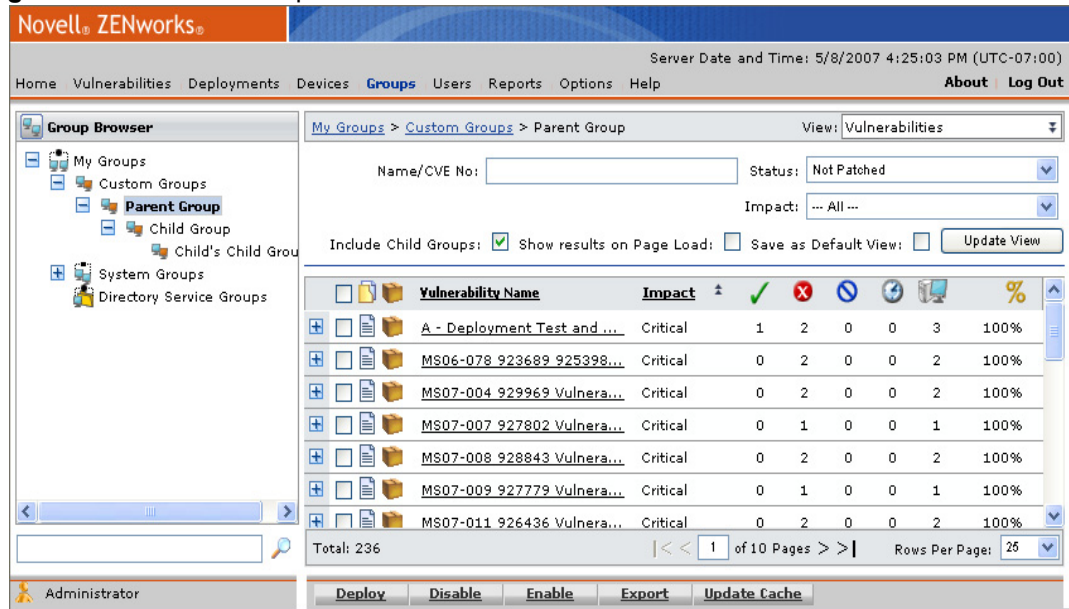 Novell® ZENworks®
Server Date and Time: 5/8/2007 4:25:03 PM (UTC-07:00)
Home Vulnerabilities Deployments Devices Groups Users Reports Options Help About Log Out
Group Browser
My Groups
Custom Groups
Parent Group
Child Group
Child's Child Grou
System Groups
Directory Service Groups
My Groups > Custom Groups > Parent Group View: Vulnerabilities
Name/CVE No: Status: Not Patched
Impact: --- All ---
Include Child Groups: Show results on Page Load: Save as Default View: Update View
Vulnerability Name Impact %
A - Deployment Test and ... Critical 1 2 0 0 3 100%
MS06-078 923689 925398... Critical 0 2 0 0 2 100%
MS07-004 929969 Vulnera... Critical 0 2 0 0 2 100%
MS07-007 927802 Vulnera... Critical 0 1 0 0 1 100%
MS07-008 928843 Vulnera... Critical 0 2 0 0 2 100%
MS07-009 927779 Vulnera... Critical 0 1 0 0 1 100%
MS07-011 926436 Vulnera... Critical 0 2 0 0 2 100%
Total: 236 |< < 1 of 10 Pages > >| Rows Per Page: 25
Administrator
Deploy Disable Enable Export Update Cache